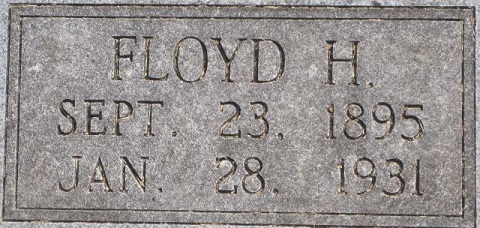 FLOYD H.
SEPT. 23, 1895
JAN. 28, 1931